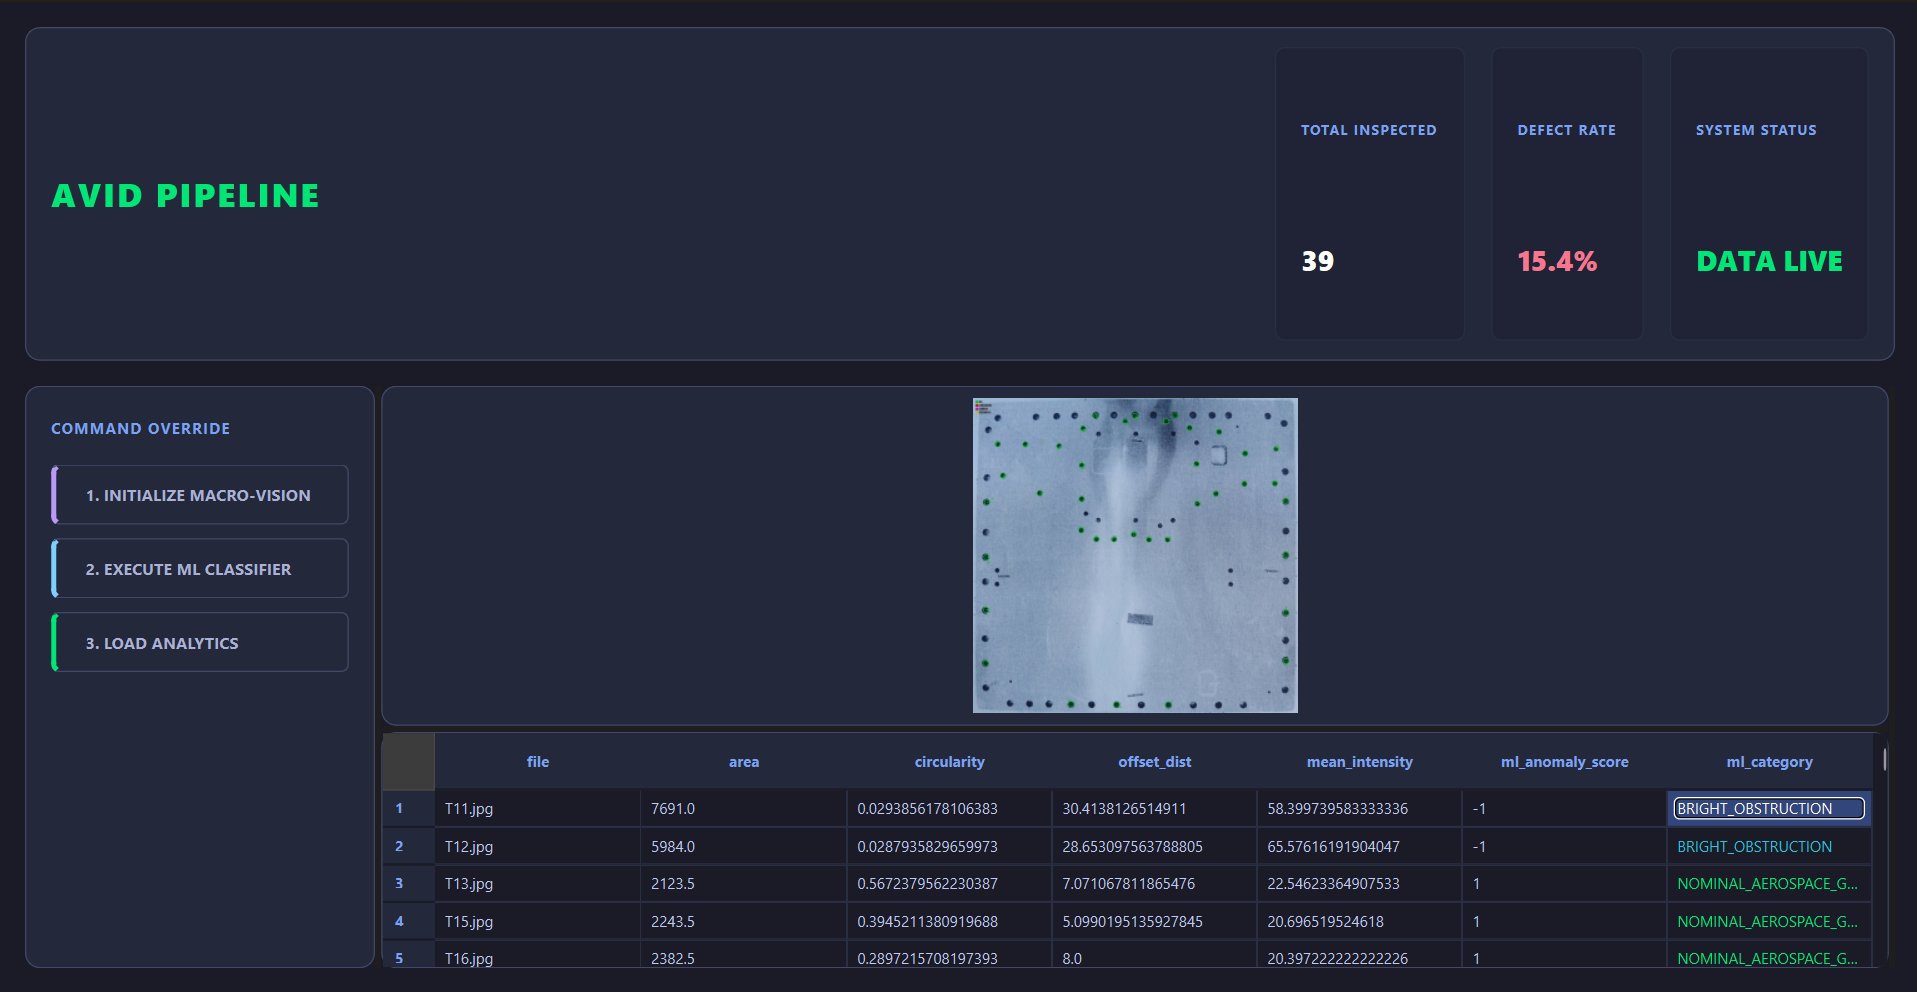 AVID PIPELINE
TOTAL INSPECTED
39
DEFECT RATE
15.4%
SYSTEM STATUS
DATA LIVE
COMMAND OVERRIDE
1. INITIALIZE MACRO-VISION
2. EXECUTE ML CLASSIFIER
3. LOAD ANALYTICS
file area circularity offset_dist mean_intensity ml_anomaly_score ml_category
1 T11.jpg 7691.0 0.0293856178106383 30.4138126514911 58.399739583333336 -1 BRIGHT_OBSTRUCTION
2 T12.jpg 5984.0 0.0287935829659973 28.653097563788805 65.57616191904047 -1 BRIGHT_OBSTRUCTION
3 T13.jpg 2123.5 0.5672379562230387 7.071067811865476 22.54623364907533 1 NOMINAL_AEROSPACE_G...
4 T15.jpg 2243.5 0.3945211380919688 5.0990195135927845 20.696519524618 1 NOMINAL_AEROSPACE_G...
5 T16.jpg 2382.5 0.2897215708197393 8.0 20.397222222222226 1 NOMINAL_AEROSPACE_G...